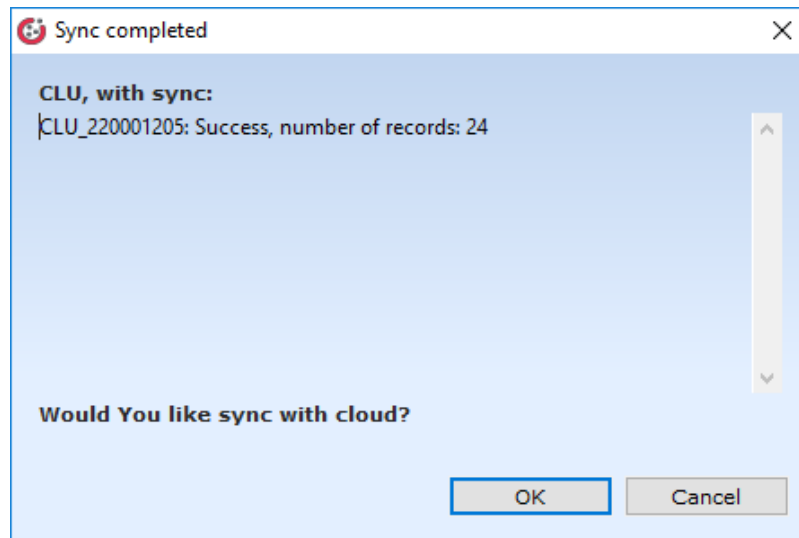 Sync completed
CLU, with sync:
CLU_220001205: Success, number of records: 24
Would You like sync with cloud?
OK
Cancel